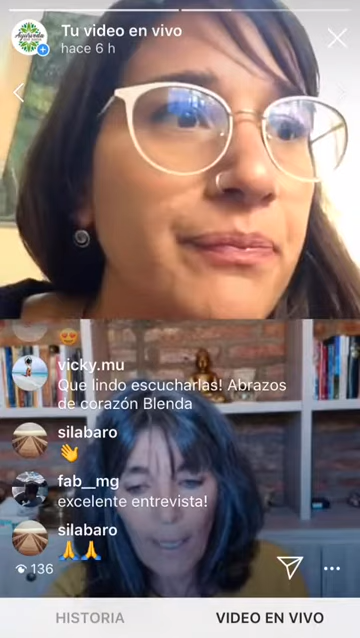 Ayurveda
Tu video en vivo
hace 6 h
vicky.mu
Que lindo escucharlas! Abrazos
de corazón Blenda
silabaro
fab__mg
excelente entrevista!
silabaro
136
HISTORIA
VIDEO EN VIVO